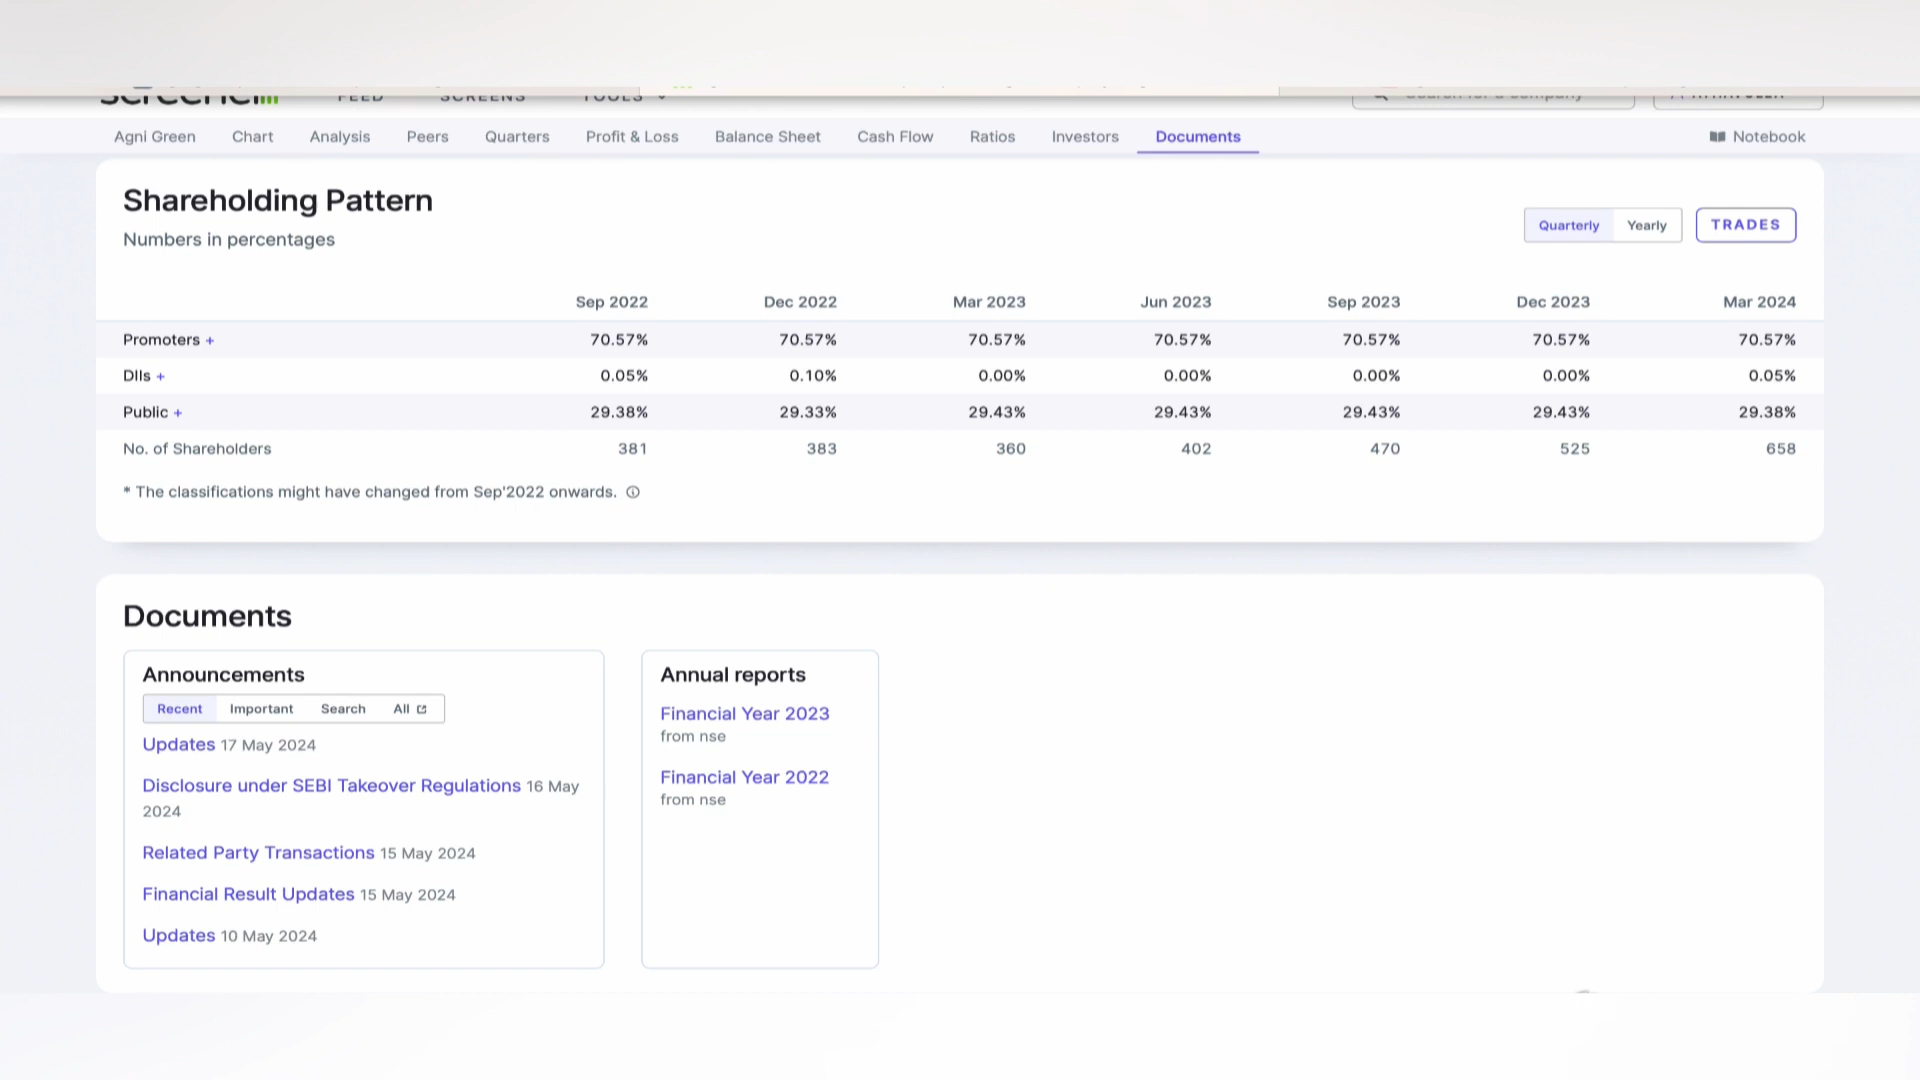 FEED SCREENS TOOLS
Agni Green Chart Analysis Peers Quarters Profit & Loss Balance Sheet Cash Flow Ratios Investors Documents Notebook
Shareholding Pattern
Numbers in percentages
Quarterly Yearly TRADES
Sep 2022 Dec 2022 Mar 2023 Jun 2023 Sep 2023 Dec 2023 Mar 2024
Promoters + 70.57% 70.57% 70.57% 70.57% 70.57% 70.57% 70.57%
DIIs + 0.05% 0.10% 0.00% 0.00% 0.00% 0.00% 0.05%
Public + 29.38% 29.33% 29.43% 29.43% 29.43% 29.43% 29.38%
No. of Shareholders 381 383 360 402 470 525 658
* The classifications might have changed from Sep'2022 onwards.
Documents
Announcements
Recent Important Search All
Updates 17 May 2024
Disclosure under SEBI Takeover Regulations 16 May
2024
Related Party Transactions 15 May 2024
Financial Result Updates 15 May 2024
Updates 10 May 2024
Annual reports
Financial Year 2023
from nse
Financial Year 2022
from nse